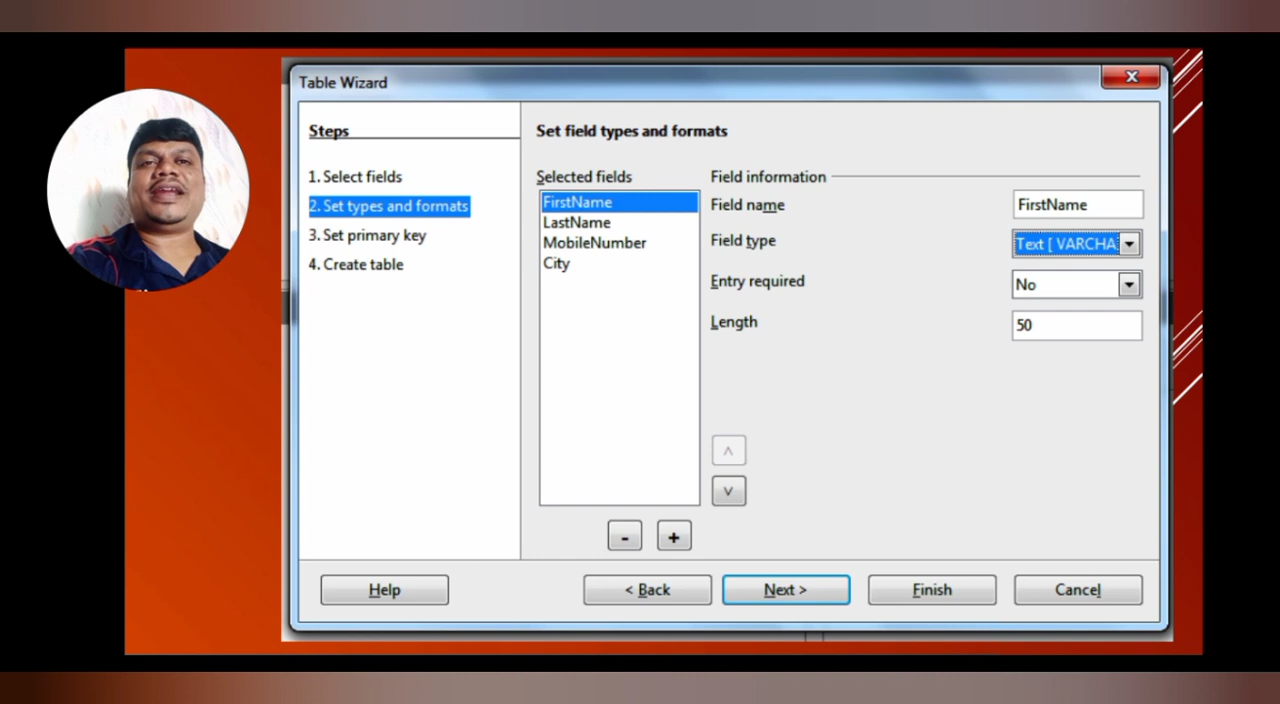 Table Wizard
Steps
1. Select fields
2. Set types and formats
3. Set primary key
4. Create table
Set field types and formats
Selected fields
FirstName
LastName
MobileNumber
City
Field information
Field name
FirstName
Field type
Text [ VARCHA
Entry required
No
Length
50
^
v
-
+
Help
< Back
Next >
Finish
Cancel